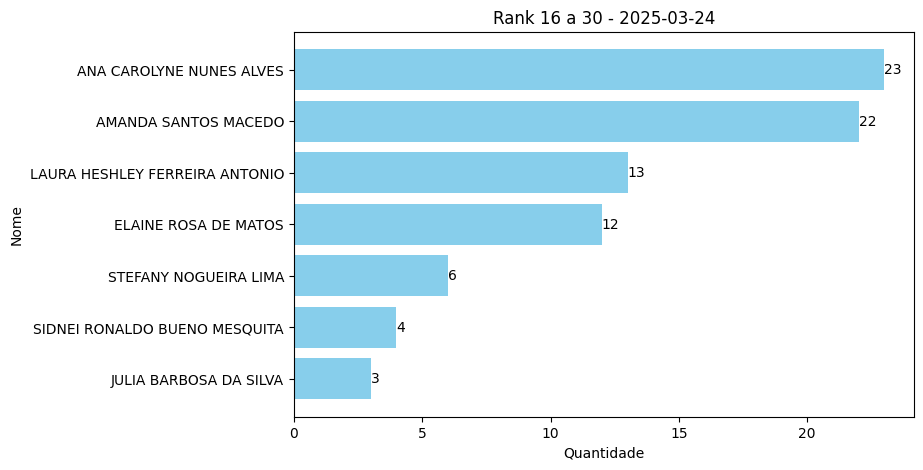 Rank 16 a 30 - 2025-03-24
ANA CAROLYNE NUNES ALVES 23
AMANDA SANTOS MACEDO 22
LAURA HESHLEY FERREIRA ANTONIO 13
ELAINE ROSA DE MATOS 12
STEFANY NOGUEIRA LIMA 6
SIDNEI RONALDO BUENO MESQUITA 4
JULIA BARBOSA DA SILVA 3
Nome
0 5 10 15 20
Quantidade